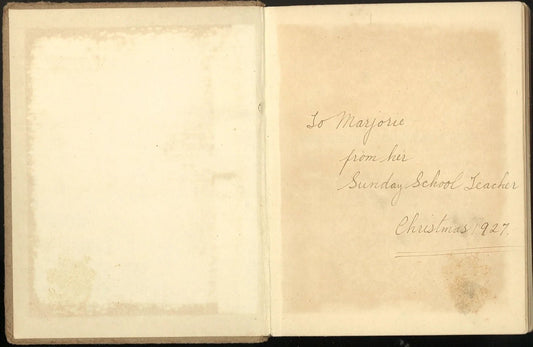 To Marjorie
from her
Sunday School Teacher
Christmas 1927.